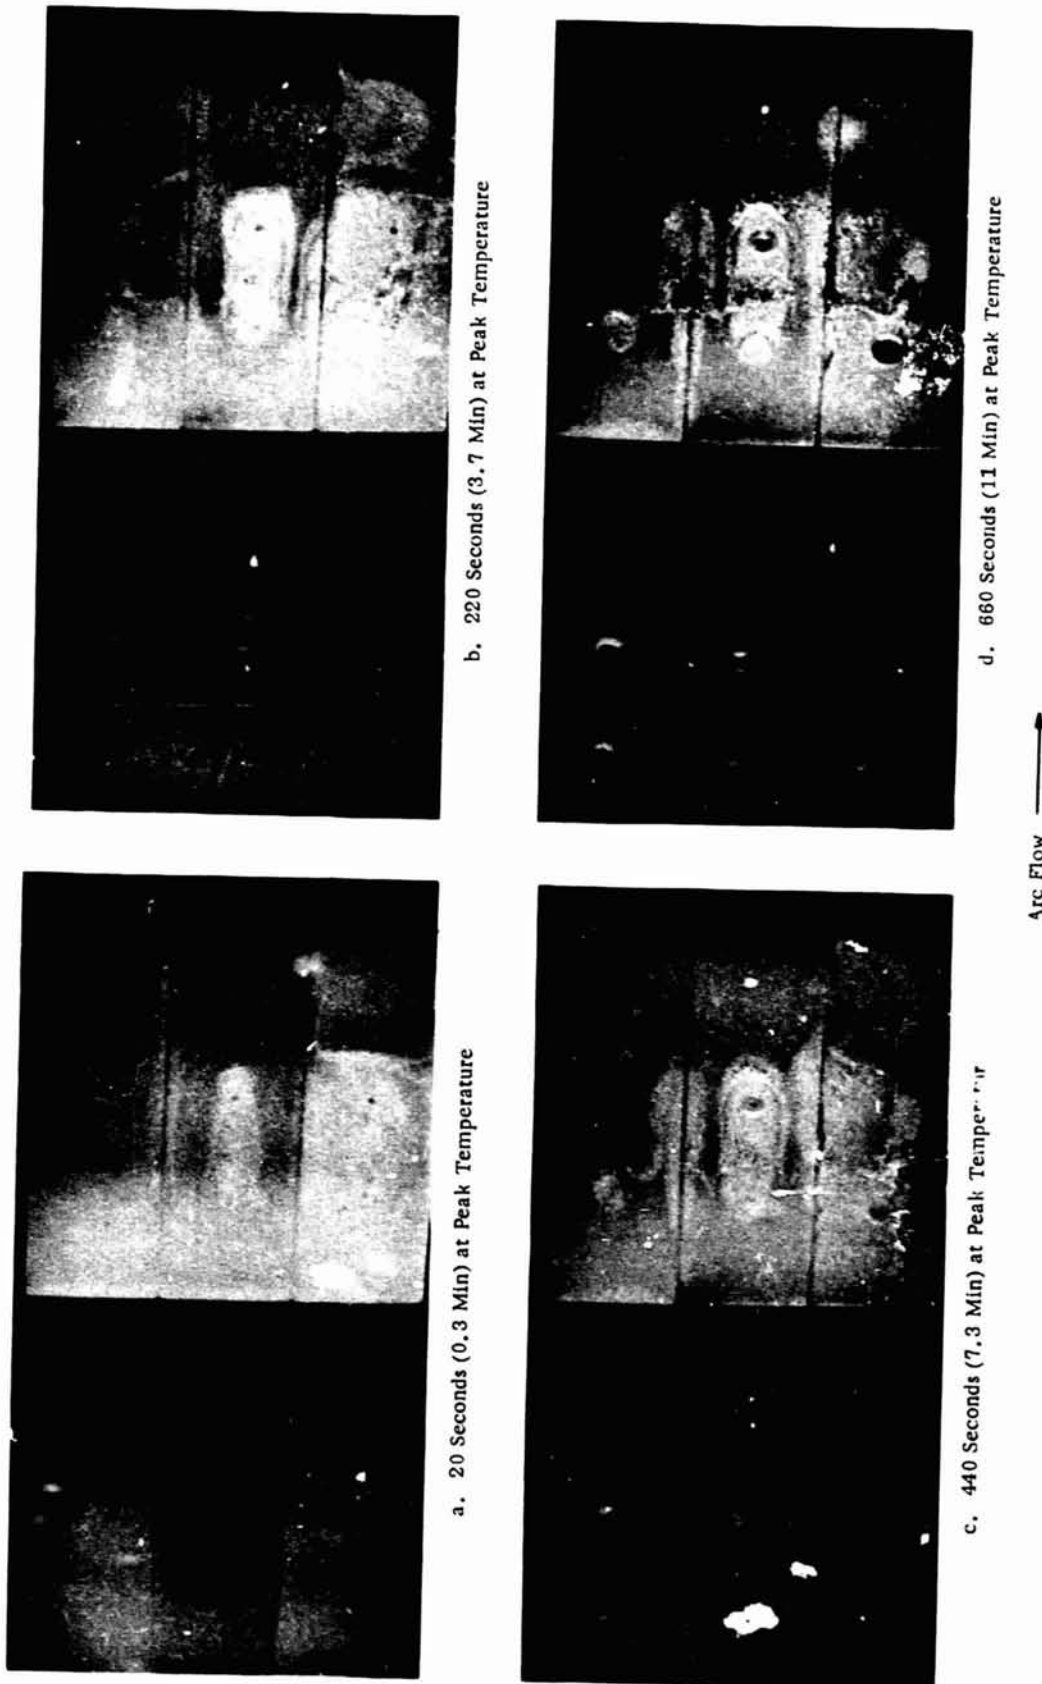 a. 20 Seconds (0.3 Min) at Peak Temperature
b. 220 Seconds (3.7 Min) at Peak Temperature
c. 440 Seconds (7.3 Min) at Peak
d. 660 Seconds (11 Min) at Peak Temperature
Arc Flow